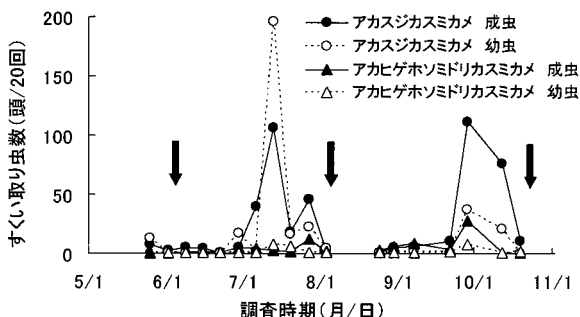 すくい取り虫数(頭/20回)
200
150
100
50
0
アカスジカスミカメ 成虫
アカスジカスミカメ 幼虫
アカヒゲホソミドリカスミカメ 成虫
アカヒゲホソミドリカスミカメ 幼虫
5/1 6/1 7/1 8/1 9/1 10/1 11/1
調査時期(月/日)